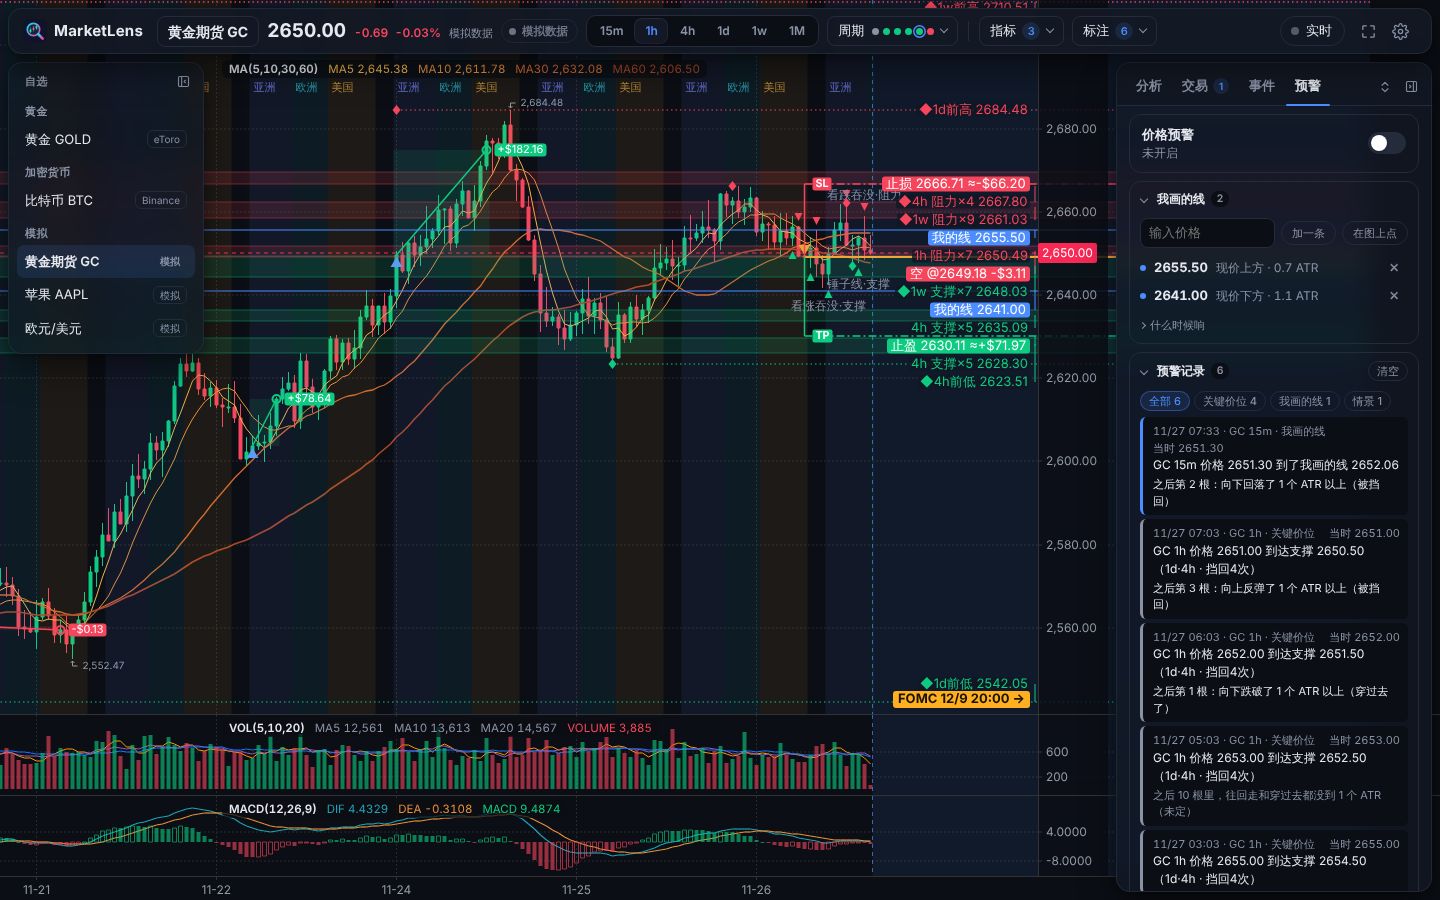 1w前高 2710.51
MarketLens
黄金期货 GC
2650.00 -0.69 -0.03% 模拟数据
模拟数据
15m 1h 4h 1d 1w 1M
周期
指标 3
标注 6
实时
自选
黄金
黄金 GOLD eToro
加密货币
比特币 BTC Binance
模拟
黄金期货 GC 模拟
苹果 AAPL 模拟
欧元/美元 模拟
MA(5,10,30,60) MA5 2,645.38 MA10 2,611.78 MA30 2,632.08 MA60 2,606.50
亚洲 欧洲 美国 亚洲 欧洲 美国 亚洲 欧洲 美国 亚洲 欧洲 美国 亚洲
2,684.48
1d前高 2684.48
+$182.16
SL
止损 2666.71 ≈-$66.20
看跌吞没·阻力
4h 阻力×4 2667.80
1w 阻力×9 2661.03
我的线 2655.50
1h 阻力×7 2650.49
空 @2649.18 -$3.11
锤子线·支撑
1w 支撑×7 2648.03
看涨吞没·支撑
我的线 2641.00
4h 支撑×5 2635.09
TP
止盈 2630.11 ≈+$71.97
4h 支撑×5 2628.30
4h前低 2623.51
+$78.64
-$0.13
2,552.47
1d前低 2542.05
FOMC 12/9 20:00 →
2,680.00
2,660.00
2,650.00
2,640.00
2,620.00
2,600.00
2,580.00
2,560.00
VOL(5,10,20) MA5 12,561 MA10 13,613 MA20 14,567 VOLUME 3,885
600
200
MACD(12,26,9) DIF 4.4329 DEA -0.3108 MACD 9.4874
4.0000
-8.0000
11-21 11-22 11-24 11-25 11-26
分析 交易 1 事件 预警
价格预警
未开启
我画的线 2
输入价格 加一条 在图上点
2655.50 现价上方 · 0.7 ATR ×
2641.00 现价下方 · 1.1 ATR ×
什么时候响
预警记录 6 清空
全部 6 关键价位 4 我画的线 1 情景 1
11/27 07:33 · GC 15m · 我画的线
当时 2651.30
GC 15m 价格 2651.30 到了我画的线 2652.06
之后第 2 根：向下回落了 1 个 ATR 以上（被挡
回）
11/27 07:03 · GC 1h · 关键价位 当时 2651.00
GC 1h 价格 2651.00 到达支撑 2650.50
（1d·4h · 挡回4次）
之后第 3 根：向上反弹了 1 个 ATR 以上（被挡
回）
11/27 06:03 · GC 1h · 关键价位 当时 2652.00
GC 1h 价格 2652.00 到达支撑 2651.50
（1d·4h · 挡回4次）
之后第 1 根：向下跌破了 1 个 ATR 以上（穿过去
了）
11/27 05:03 · GC 1h · 关键价位 当时 2653.00
GC 1h 价格 2653.00 到达支撑 2652.50
（1d·4h · 挡回4次）
之后 10 根里，往回走和穿过去都没到 1 个 ATR
（未定）
11/27 03:03 · GC 1h · 关键价位 当时 2655.00
GC 1h 价格 2655.00 到达支撑 2654.50
（1d·4h · 挡回4次）